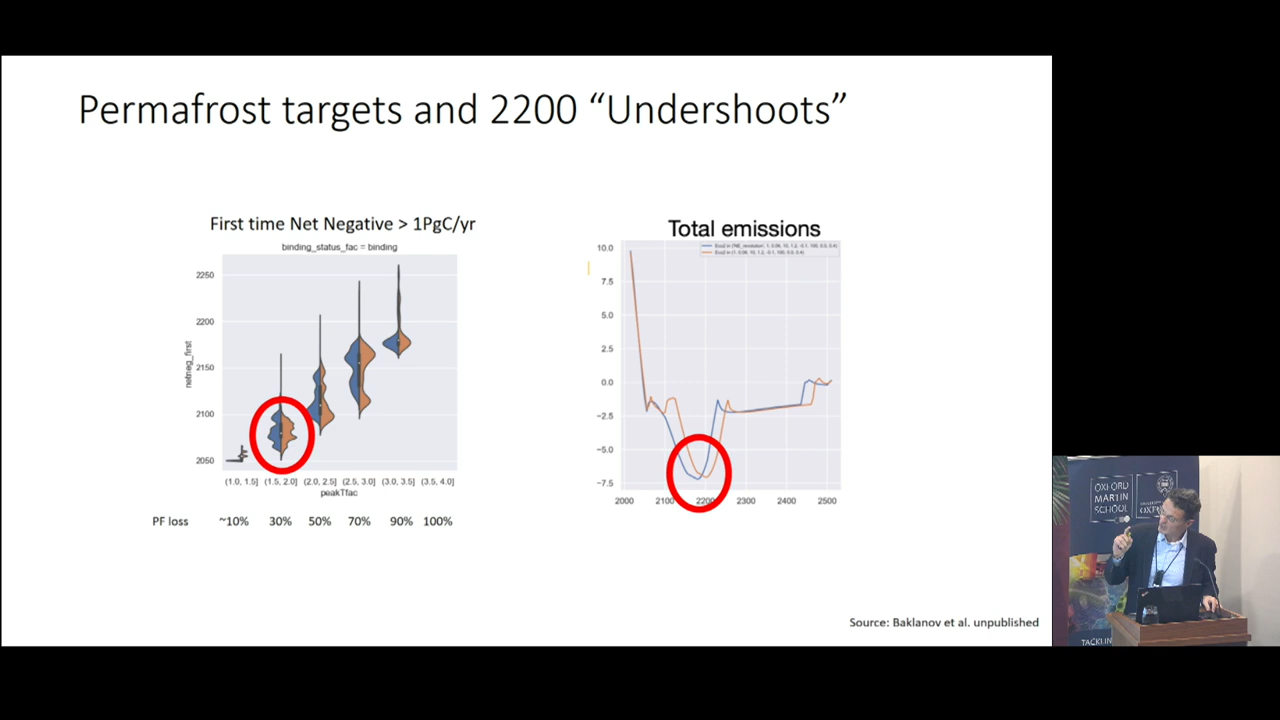 Permafrost targets and 2200 “Undershoots”
First time Net Negative > 1PgC/yr
binding_status_fac = binding
2250
2200
2150
2100
2050
netneg_first
(1.0, 1.5] (1.5, 2.0] (2.0, 2.5] (2.5, 3.0] (3.0, 3.5] (3.5, 4.0]
peakTfac
PF loss ~10% 30% 50% 70% 90% 100%
Total emissions
10.0
7.5
5.0
2.5
0.0
−2.5
−5.0
−7.5
2000 2100 2200 2300 2400 2500
Source: Baklanov et al. unpublished
OXFORD
MARTIN
SCHOOL
TACKLIN